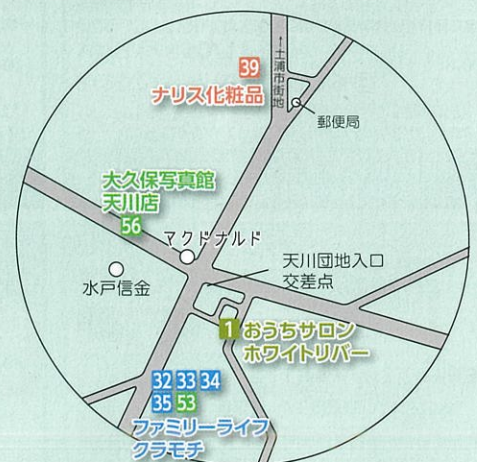 ←土浦市街地
39
ナリス化粧品
郵便局
大久保写真館
天川店
56
マクドナルド
水戸信金
天川団地入口
交差点
1 おうちサロン
ホワイトリバー
32 33 34
35 53
ファミリーライフ
クラモチ